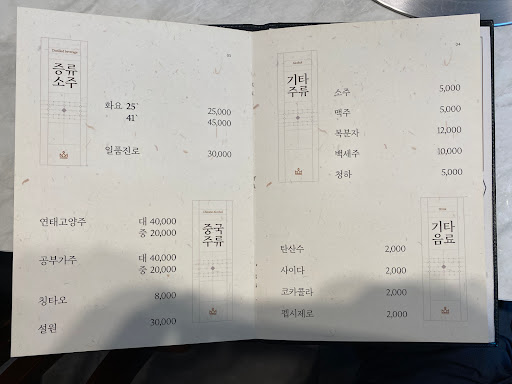 증류
소주
화요 25˚ 25,000
41˚ 45,000
일품진로 30,000
중국
주류
연태고양주 대 40,000
중 20,000
공부가주 대 40,000
중 20,000
칭타오 8,000
설원 30,000
기타
주류
소주 5,000
맥주 5,000
복분자 12,000
백세주 10,000
청하 5,000
기타
음료
탄산수 2,000
사이다 2,000
코카콜라 2,000
펩시제로 2,000